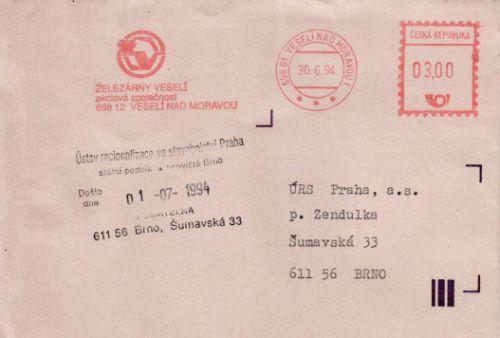 ŽELEZÁRNY VESELÍ
akciová společnost
698 12 VESELÍ NAD MORAVOU
698 01 VESELÍ NAD MORAVOU 1
30.6.94
ČESKÁ REPUBLIKA
03,00
Ústav racionalizace ve stavebnictví Praha
státní podnik Brno
Došlo
dne 01 -07- 1994
611 56 Brno, Šumavská 33
ÚRS Praha, a.s.
p. Zendulka
Šumavská 33
611 56 BRNO